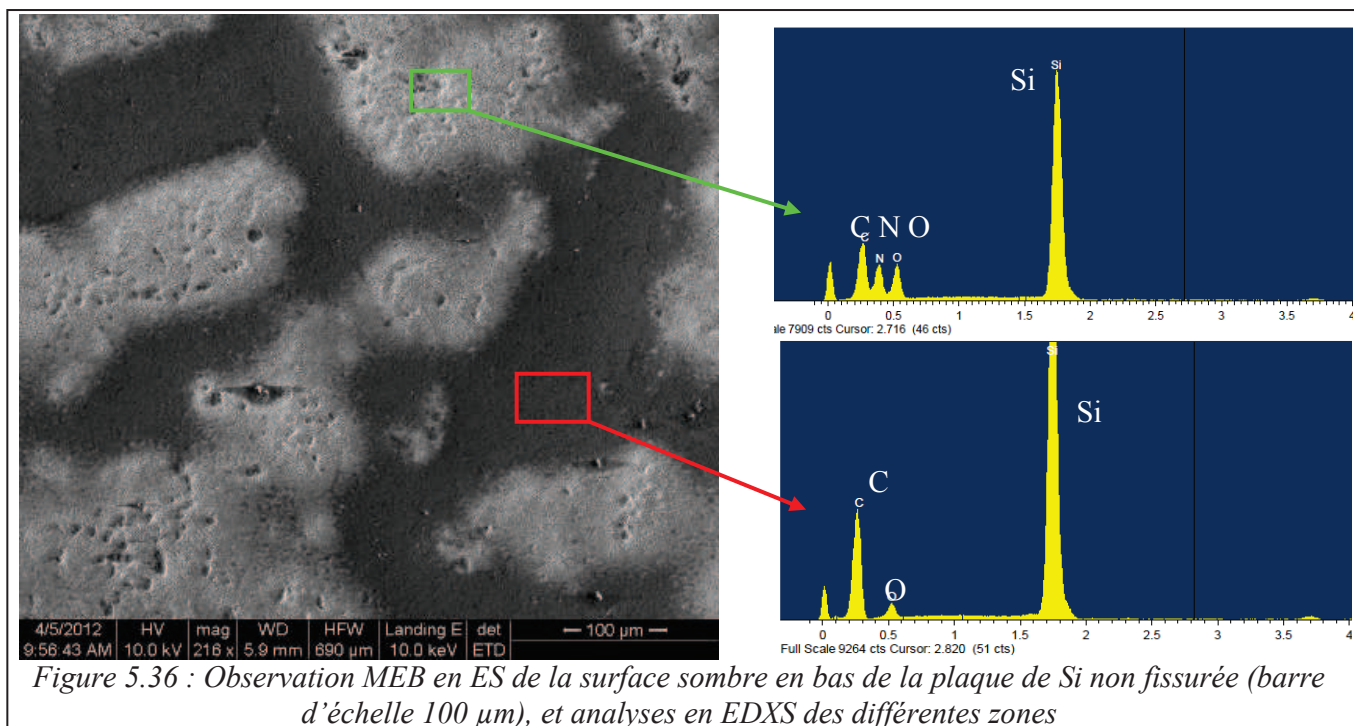 Si
Si
C N O
C
N
O
0 0.5 1 1.5 2 2.5 3 3.5 4
ale 7909 cts Cursor: 2.716 (46 cts)
Si
Si
C
C
O
0 0.5 1 1.5 2 2.5 3 3.5 4
Full Scale 9264 cts Cursor: 2.820 (51 cts)
4/5/2012 HV mag WD HFW Landing E det — 100 µm —
9:56:43 AM 10.0 kV 216 x 5.9 mm 690 µm 10.0 keV ETD
Figure 5.36 : Observation MEB en ES de la surface sombre en bas de la plaque de Si non fissurée (barre
d’échelle 100 µm), et analyses en EDXS des différentes zones